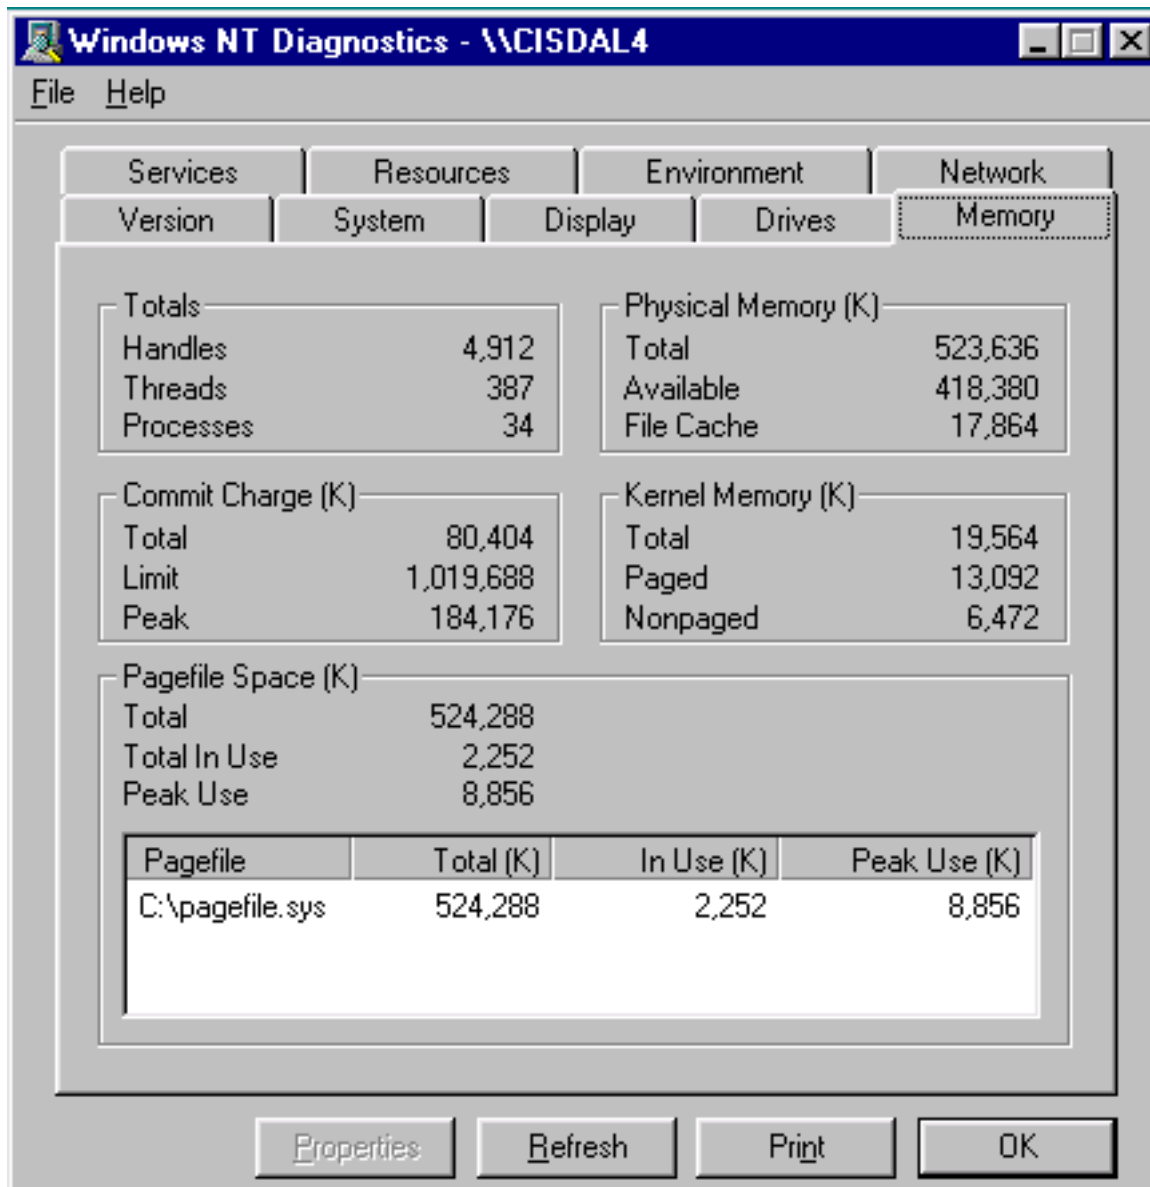 Windows NT Diagnostics - \\CISDAL4
File Help
Services Resources Environment Network
Version System Display Drives Memory
Totals
Handles 4,912
Threads 387
Processes 34
Physical Memory (K)
Total 523,636
Available 418,380
File Cache 17,864
Commit Charge (K)
Total 80,404
Limit 1,019,688
Peak 184,176
Kernel Memory (K)
Total 19,564
Paged 13,092
Nonpaged 6,472
Pagefile Space (K)
Total 524,288
Total In Use 2,252
Peak Use 8,856
Pagefile Total (K) In Use (K) Peak Use (K)
C:\pagefile.sys 524,288 2,252 8,856
Properties Refresh Print OK